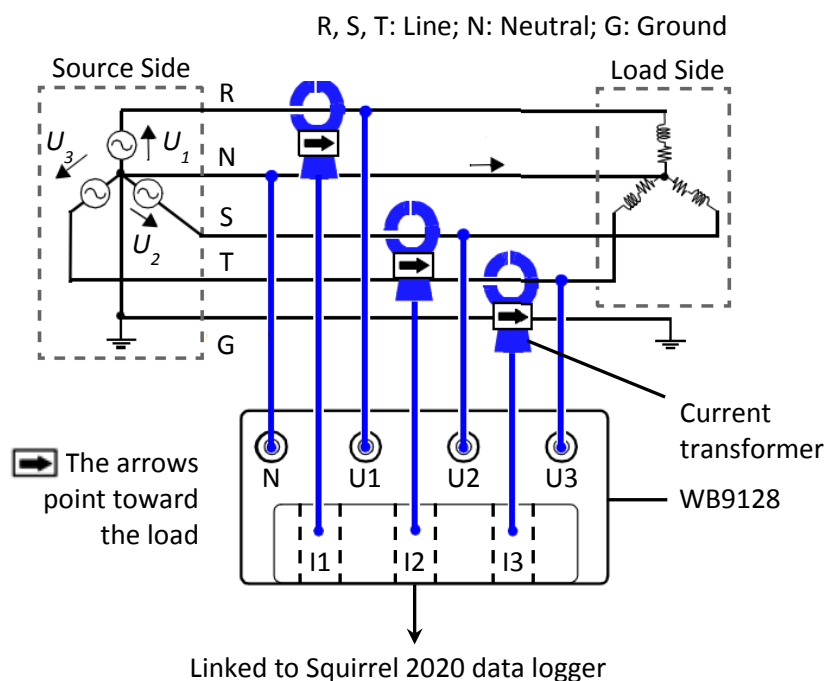 R, S, T: Line; N: Neutral; G: Ground
Source Side
Load Side
R
U3
U1
N
U2
S
T
G
Current
transformer
N
U1
U2
U3
The arrows
point toward
the load
WB9128
I1
I2
I3
Linked to Squirrel 2020 data logger